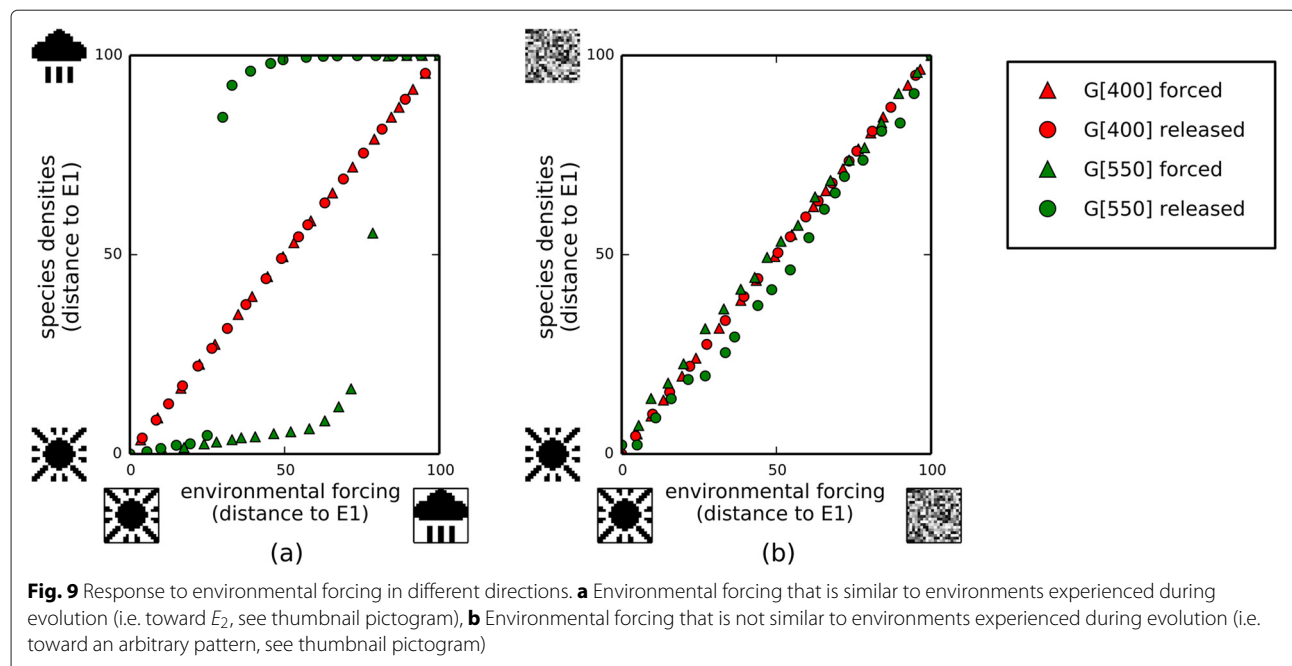 100
50
0
species densities
(distance to E1)
0
50
100
environmental forcing
(distance to E1)
(a)
100
50
0
species densities
(distance to E1)
0
50
100
environmental forcing
(distance to E1)
(b)
G[400] forced
G[400] released
G[550] forced
G[550] released
Fig. 9 Response to environmental forcing in different directions. a Environmental forcing that is similar to environments experienced during
evolution (i.e. toward E2, see thumbnail pictogram), b Environmental forcing that is not similar to environments experienced during evolution (i.e.
toward an arbitrary pattern, see thumbnail pictogram)